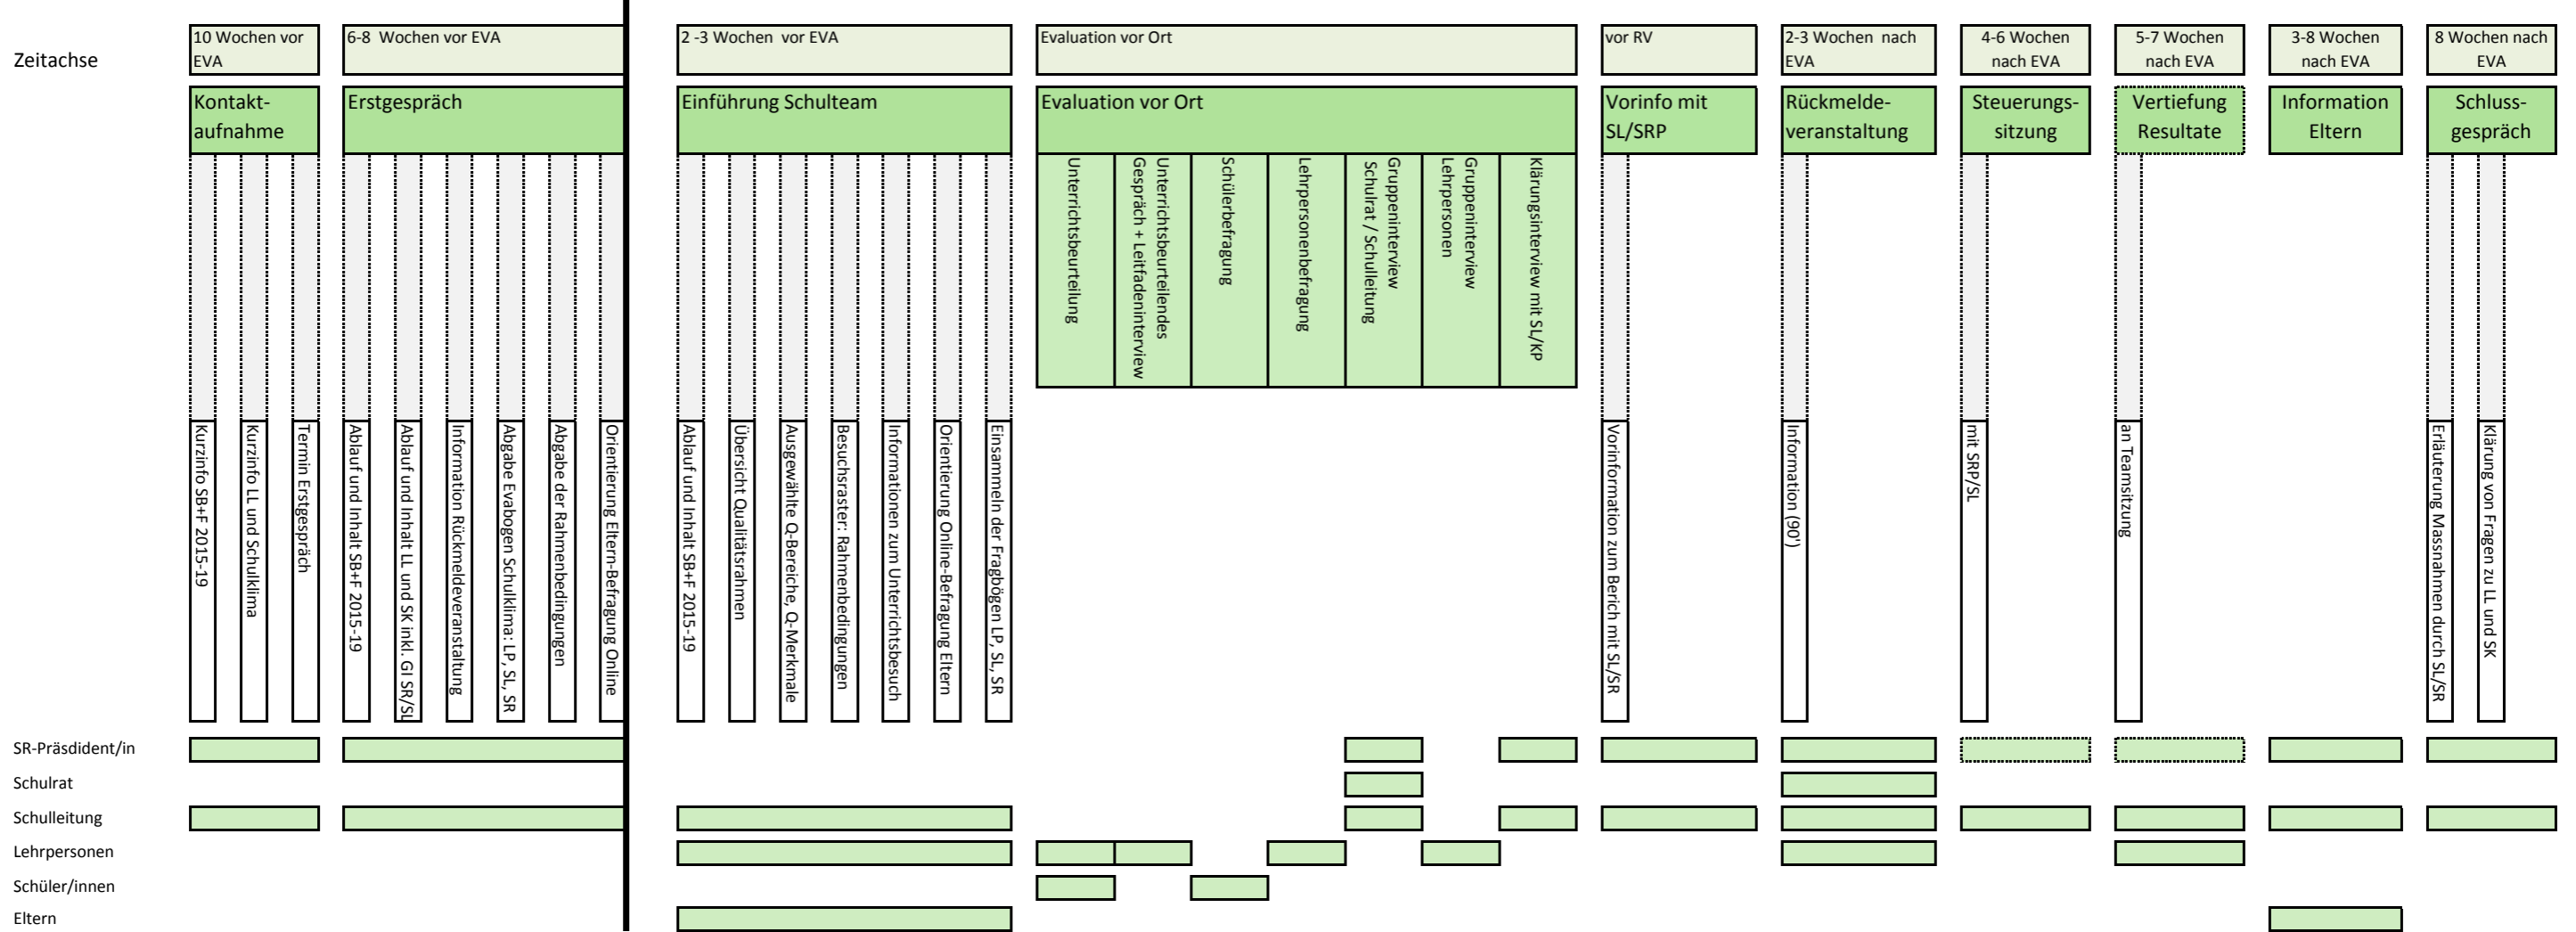 Zeitachse
10 Wochen vor
EVA
6-8 Wochen vor EVA
2 -3 Wochen vor EVA
Evaluation vor Ort
vor RV
2-3 Wochen nach
EVA
4-6 Wochen
nach EVA
5-7 Wochen
nach EVA
3-8 Wochen
nach EVA
8 Wochen nach
EVA
Kontakt-
aufnahme
Erstgespräch
Einführung Schulteam
Evaluation vor Ort
Vorinfo mit
SL/SRP
Rückmelde-
veranstaltung
Steuerungs-
sitzung
Vertiefung
Resultate
Information
Eltern
Schluss-
gespräch
Unterrichtsbeurteilung
Unterrichtsbeurteilendes
Gespräch + Leitfadeninterview
Schülerbefragung
Lehrpersonenbefragung
Gruppeninterview
Schulrat / Schulleitung
Gruppeninterview
Lehrpersonen
Klärungsinterview mit SL/KP
Kurzinfo SB+F 2015-19
Kurzinfo LL und Schulklima
Termin Erstgespräch
Ablauf und Inhalt SB+F 2015-19
Ablauf und Inhalt LL und SK inkl. GI SR/SL
Information Rückmeldeveranstaltung
Abgabe Evabogen Schulklima: LP, SL, SR
Abgabe der Rahmenbedingungen
Orientierung Eltern-Befragung Online
Ablauf und Inhalt SB+F 2015-19
Übersicht Qualitätsrahmen
Ausgewählte Q-Bereiche, Q-Merkmale
Besuchsraster: Rahmenbedingungen
Informationen zum Unterrichtsbesuch
Orientierung Online-Befragung Eltern
Einsammeln der Fragbögen LP, SL, SR
Vorinformation zum Berich mit SL/SR
Information (90')
mit SRP/SL
an Teamsitzung
Erläuterung Massnahmen durch SL/SR
Klärung von Fragen zu LL und SK
SR-Präsdident/in
Schulrat
Schulleitung
Lehrpersonen
Schüler/innen
Eltern